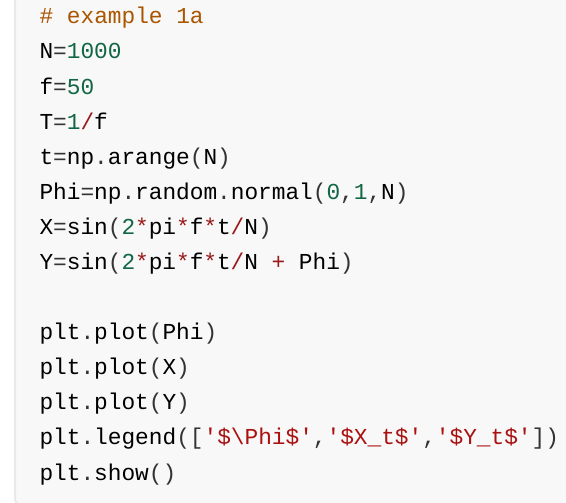 # example 1a
N=1000
f=50
T=1/f
t=np.arange(N)
Phi=np.random.normal(0,1,N)
X=sin(2*pi*f*t/N)
Y=sin(2*pi*f*t/N + Phi)
plt.plot(Phi)
plt.plot(X)
plt.plot(Y)
plt.legend(['$\Phi$','$X_t$','$Y_t$'])
plt.show()